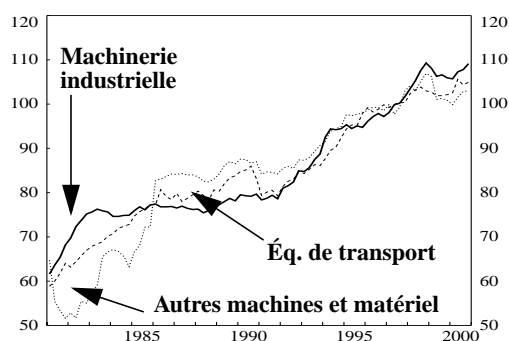 120 120
Machinerie
industrielle
110 110
100 100
90 90
80 80
70 70
Éq. de transport
60 60
Autres machines et matériel
50 50
1985 1990 1995 2000